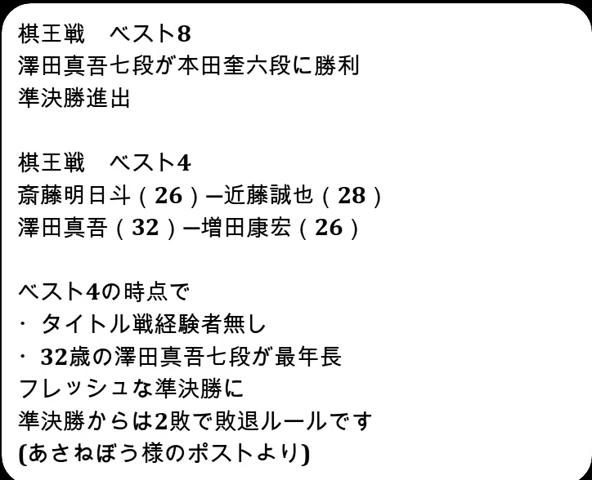 棋王戦　ベスト8
澤田真吾七段が本田奎六段に勝利
準決勝進出
棋王戦　ベスト4
斎藤明日斗（26）—近藤誠也（28）
澤田真吾（32）—増田康宏（26）
ベスト4の時点で
・タイトル戦経験者無し
・32歳の澤田真吾七段が最年長
フレッシュな準決勝に
準決勝からは2敗で敗退ルールです
(あさねぼう様のポストより)